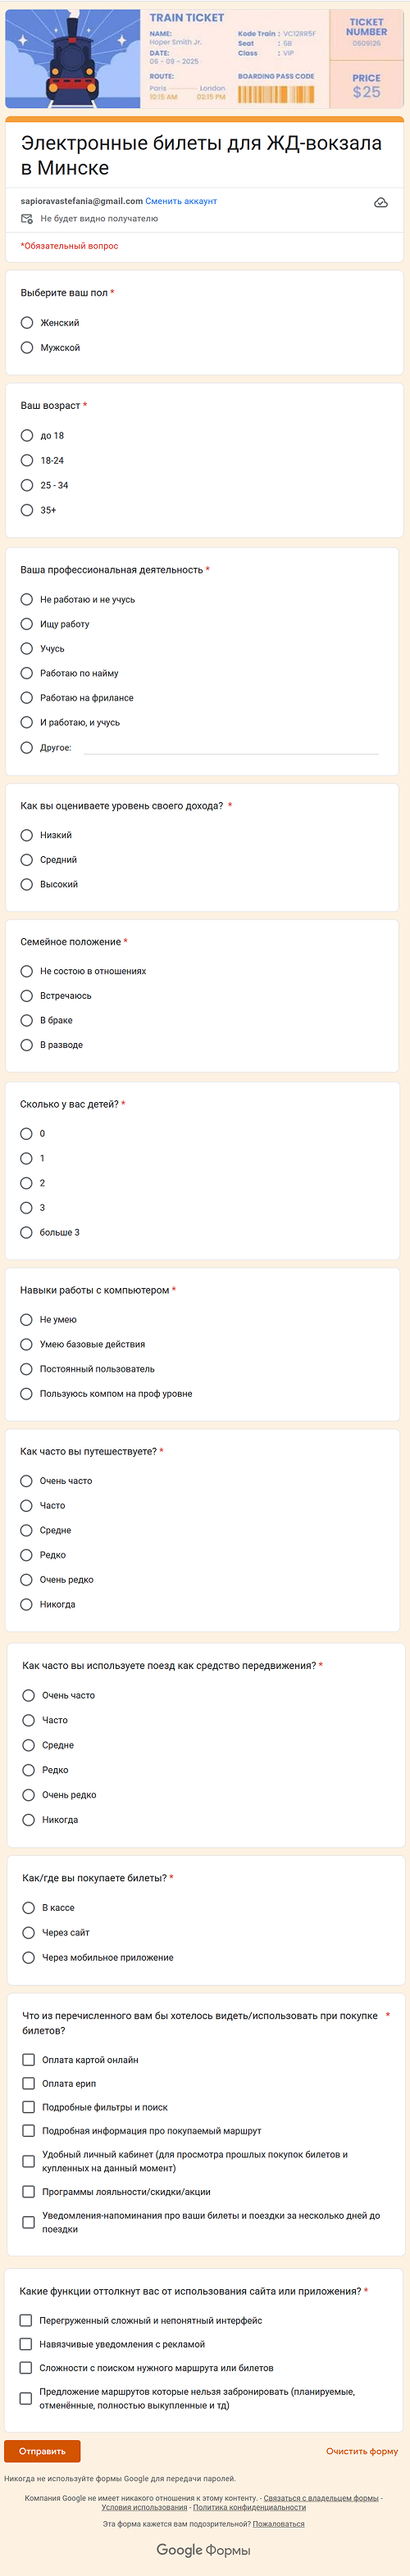 TRAIN TICKET
NAME:
Hoper Smith Jr.
DATE:
06 - 09 - 2025
ROUTE:
Paris
London
10:15 AM
02:15 PM
Kode Train : VC12R95F
Seat : 6B
Class : VIP
BOARDING PASS CODE
TICKET
NUMBER
0609|26
PRICE
$25
Электронные билеты для ЖД-вокзала
в Минске
sapioravastefania@gmail.com Сменить аккаунт
Не будет видно получателю
*Обязательный вопрос
Выберите ваш пол *
Женский
Мужской
Ваш возраст *
до 18
18-24
25 - 34
35+
Ваша профессиональная деятельность *
Не работаю и не учусь
Ищу работу
Учусь
Работаю по найму
Работаю на фрилансе
И работаю, и учусь
Другое:
Как вы оцениваете уровень своего дохода? *
Низкий
Средний
Высокий
Семейное положение *
Не состою в отношениях
Встречаюсь
В браке
В разводе
Сколько у вас детей? *
0
1
2
3
больше 3
Навыки работы с компьютером *
Не умею
Умею базовые действия
Постоянный пользователь
Пользуюсь компом на проф уровне
Как часто вы путешествуете? *
Очень часто
Часто
Средне
Редко
Очень редко
Никогда
Как часто вы используете поезд как средство передвижения? *
Очень часто
Часто
Средне
Редко
Очень редко
Никогда
Как/где вы покупаете билеты? *
В кассе
Через сайт
Через мобильное приложение
Что из перечисленного вам бы хотелось видеть/использовать при покупке *
билетов?
Оплата картой онлайн
Оплата ерип
Подробные фильтры и поиск
Подробная информация про покупаемый маршрут
Удобный личный кабинет (для просмотра прошлых покупок билетов и
купленных на данный момент)
Программы лояльности/скидки/акции
Уведомления-напоминания про ваши билеты и поездки за несколько дней до
поездки
Какие функции оттолкнут вас от использования сайта или приложения? *
Перегруженный сложный и непонятный интерфейс
Навязчивые уведомления с рекламой
Сложности с поиском нужного маршрута или билетов
Предложение маршрутов которые нельзя забронировать (планируемые,
отменённые, полностью выкупленные и тд)
Отправить
Очистить форму
Никогда не используйте формы Google для передачи паролей.
Компания Google не имеет никакого отношения к этому контенту. - Связаться с владельцем формы -
Условия использования - Политика конфиденциальности
Эта форма кажется вам подозрительной? Пожаловаться
Google Формы